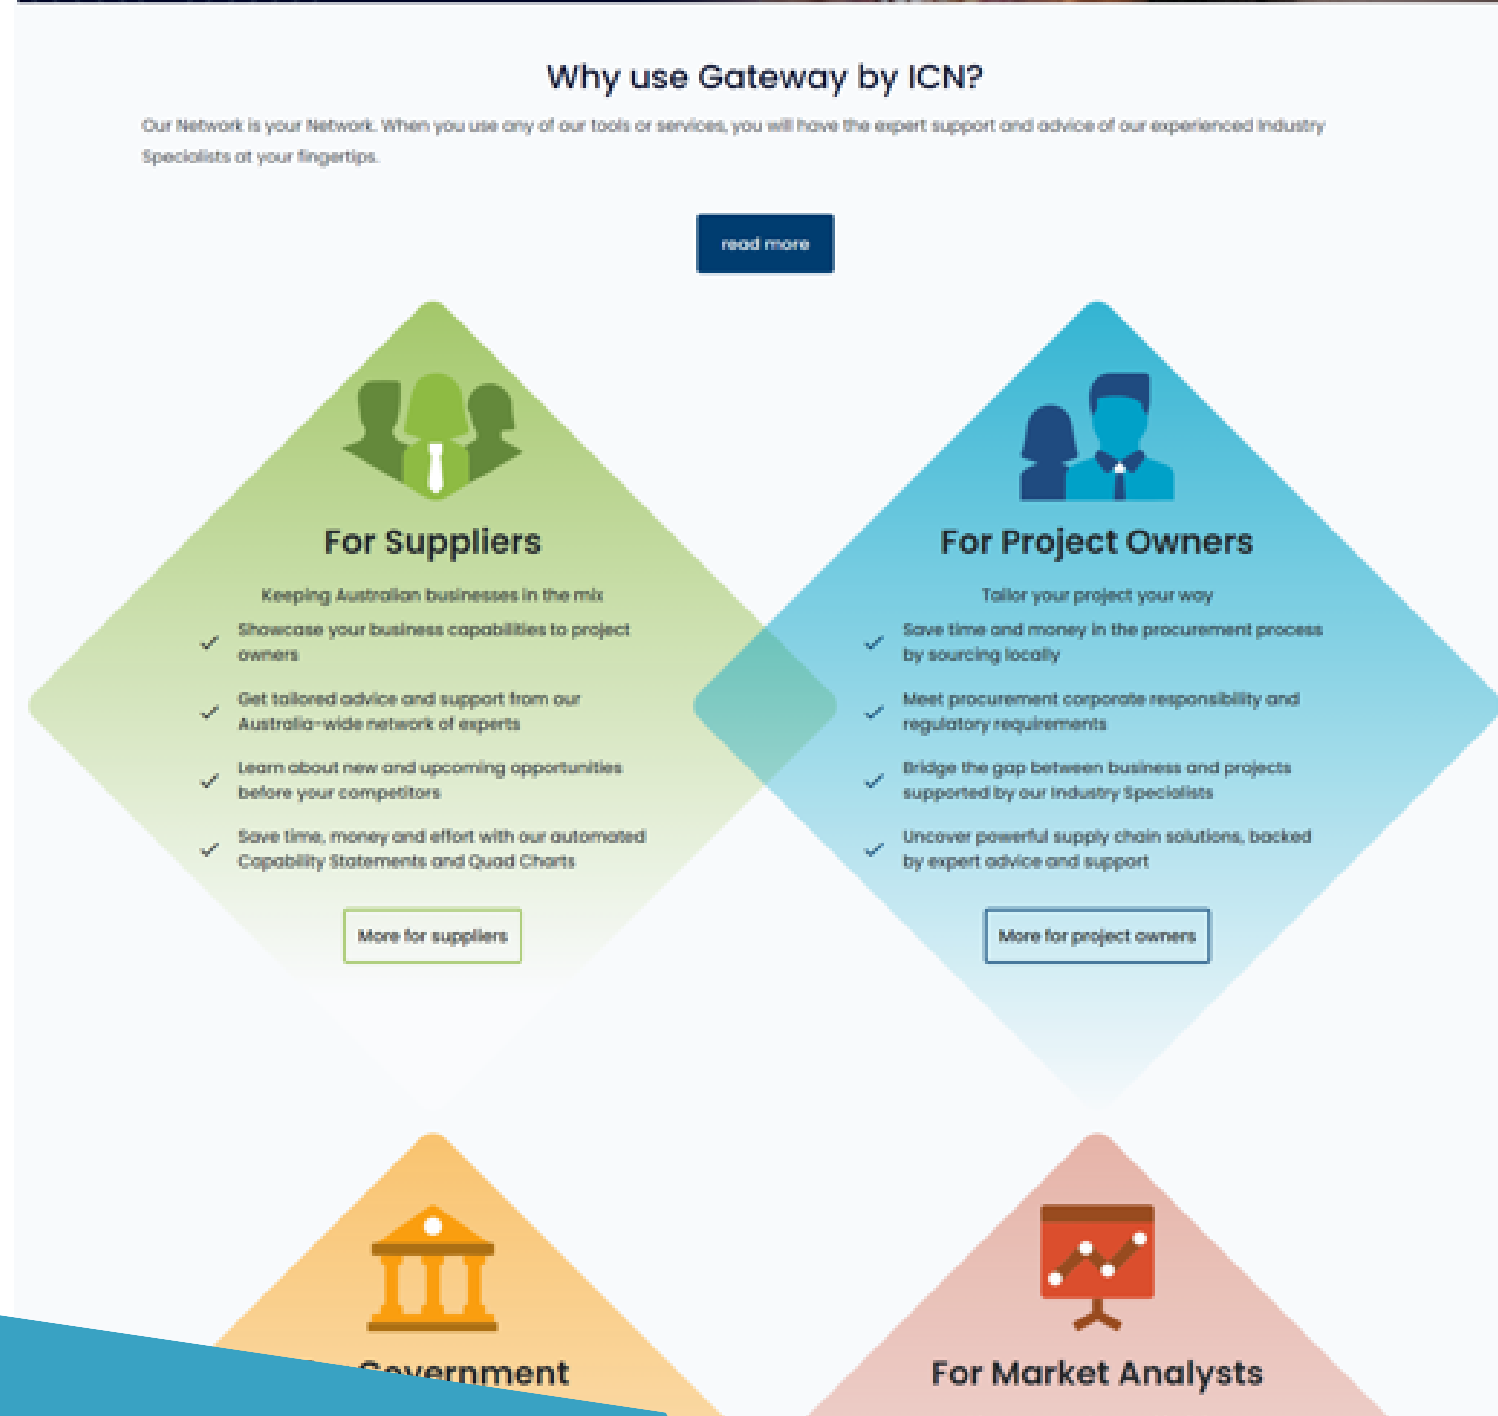 Why use Gateway by ICN?
Our Network is your Network. When you use any of our tools or services, you will have the expert support and advice of our experienced Industry
Specialists at your fingertips.
read more
For Suppliers
Keeping Australian businesses in the mix
Showcase your business capabilities to project
owners
Get tailored advice and support from our
Australia-wide network of experts
Learn about new and upcoming opportunities
before your competitors
Save time, money and effort with our automated
Capability Statements and Quad Charts
More for suppliers
For Project Owners
Tailor your project your way
Save time and money in the procurement process
by sourcing locally
Meet procurement corporate responsibility and
regulatory requirements
Bridge the gap between business and projects
supported by our Industry Specialists
Uncover powerful supply chain solutions, backed
by expert advice and support
More for project owners
Government
For Market Analysts